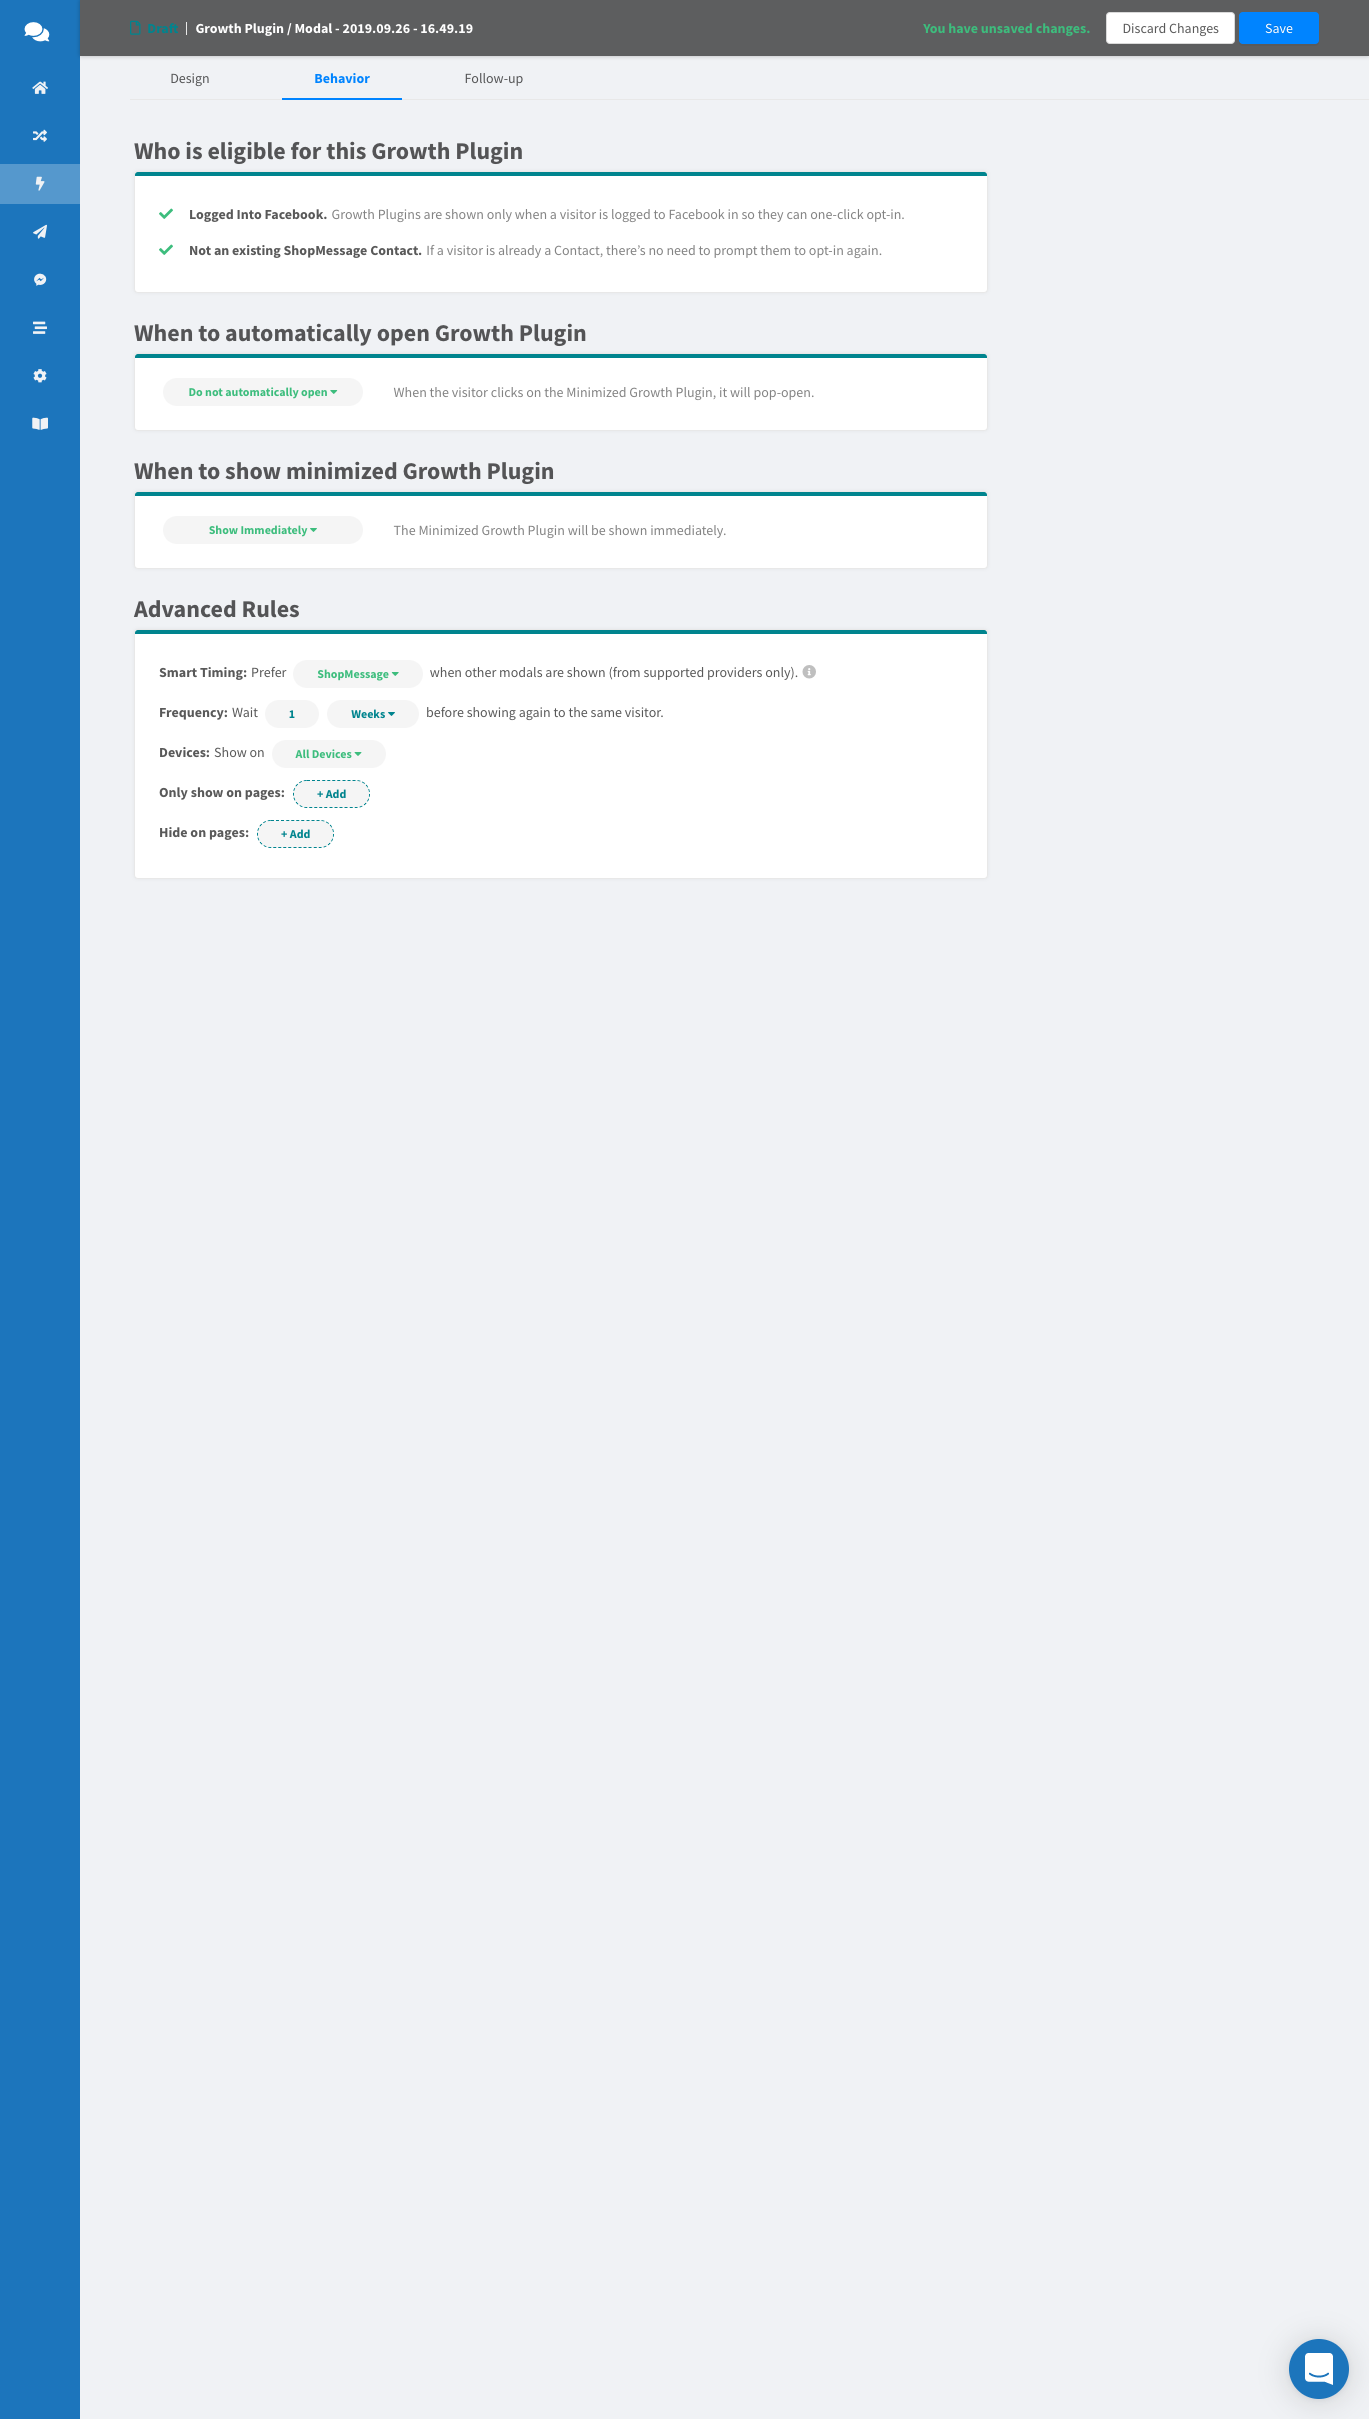 Draft | Growth Plugin / Modal - 2019.09.26 - 16.49.19
You have unsaved changes. Discard Changes Save
Design Behavior Follow-up
Who is eligible for this Growth Plugin
Logged Into Facebook. Growth Plugins are shown only when a visitor is logged to Facebook in so they can one-click opt-in.
Not an existing ShopMessage Contact. If a visitor is already a Contact, there's no need to prompt them to opt-in again.
When to automatically open Growth Plugin
Do not automatically open When the visitor clicks on the Minimized Growth Plugin, it will pop-open.
When to show minimized Growth Plugin
Show Immediately The Minimized Growth Plugin will be shown immediately.
Advanced Rules
Smart Timing: Prefer ShopMessage when other modals are shown (from supported providers only).
Frequency: Wait 1 Weeks before showing again to the same visitor.
Devices: Show on All Devices
Only show on pages: + Add
Hide on pages: + Add